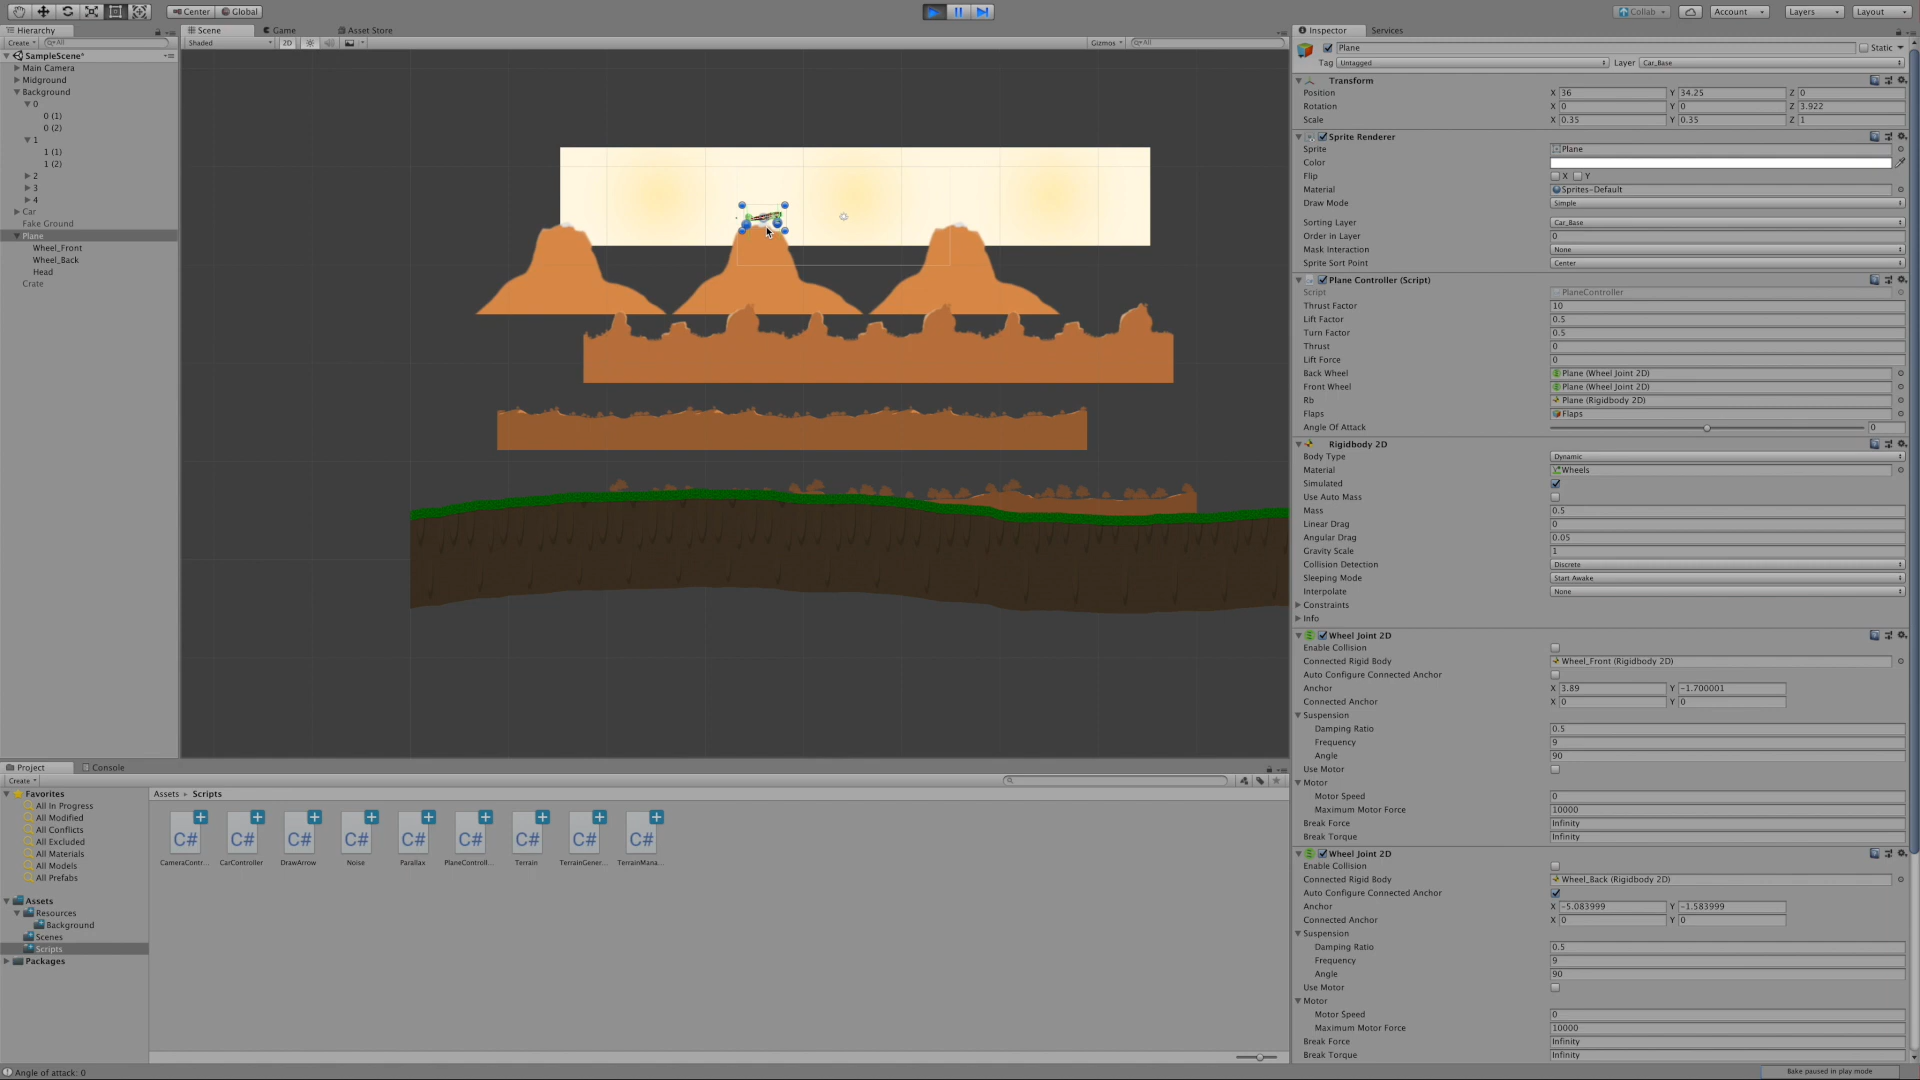 Center Global
Collab Account Layers Layout
Hierarchy
Scene Game Asset Store
Inspector Services
Create All
Shaded 2D Gizmos All
Plane Static
Tag Untagged Layer Car_Base
SampleScene*
Main Camera
Midground
Background
0
0 (1)
0 (2)
1
1 (1)
1 (2)
2
3
4
Car
Fake Ground
Plane
Wheel_Front
Wheel_Back
Head
Crate
Transform
Position X 36 Y 34.25 Z 0
Rotation X 0 Y 0 Z 3.922
Scale X 0.35 Y 0.35 Z 1
Sprite Renderer
Sprite Plane
Color
Flip X Y
Material Sprites-Default
Draw Mode Simple
Sorting Layer Car_Base
Order in Layer 0
Mask Interaction None
Sprite Sort Point Center
Plane Controller (Script)
Script PlaneController
Thrust Factor 10
Lift Factor 0.5
Turn Factor 0.5
Thrust 0
Lift Force 0
Back Wheel Plane (Wheel Joint 2D)
Front Wheel Plane (Wheel Joint 2D)
Rb Plane (Rigidbody 2D)
Flaps Flaps
Angle Of Attack 0
Rigidbody 2D
Body Type Dynamic
Material Wheels
Simulated
Use Auto Mass
Mass 0.5
Linear Drag 0
Angular Drag 0.05
Gravity Scale 1
Collision Detection Discrete
Sleeping Mode Start Awake
Interpolate None
Constraints
Info
Wheel Joint 2D
Enable Collision
Connected Rigid Body Wheel_Front (Rigidbody 2D)
Auto Configure Connected Anchor
Anchor X 3.89 Y -1.700001
Connected Anchor X 0 Y 0
Suspension
Damping Ratio 0.5
Frequency 9
Angle 90
Use Motor
Motor
Motor Speed 0
Maximum Motor Force 10000
Break Force Infinity
Break Torque Infinity
Wheel Joint 2D
Enable Collision
Connected Rigid Body Wheel_Back (Rigidbody 2D)
Auto Configure Connected Anchor
Anchor X -5.083999 Y -1.583999
Connected Anchor X 0 Y 0
Suspension
Damping Ratio 0.5
Frequency 9
Angle 90
Use Motor
Motor
Motor Speed 0
Maximum Motor Force 10000
Break Force Infinity
Break Torque Infinity
Project Console
Create
Favorites
All In Progress
All Modified
All Conflicts
All Excluded
All Materials
All Models
All Prefabs
Assets
Resources
Background
Scenes
Scripts
Packages
Assets Scripts
C# C# C# C# C# C# C# C# C#
CameraContr... CarController DrawArrow Noise Parallax PlaneControll... Terrain TerrainGener... TerrainMana...
Angle of attack: 0
Bake paused in play mode